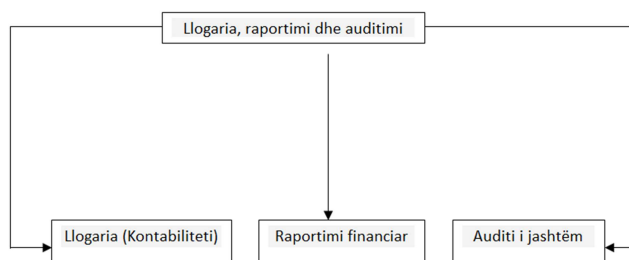 Llogaria, raportimi dhe auditimi
Llogaria (Kontabiliteti)
Raportimi financiar
Auditi i jashtëm